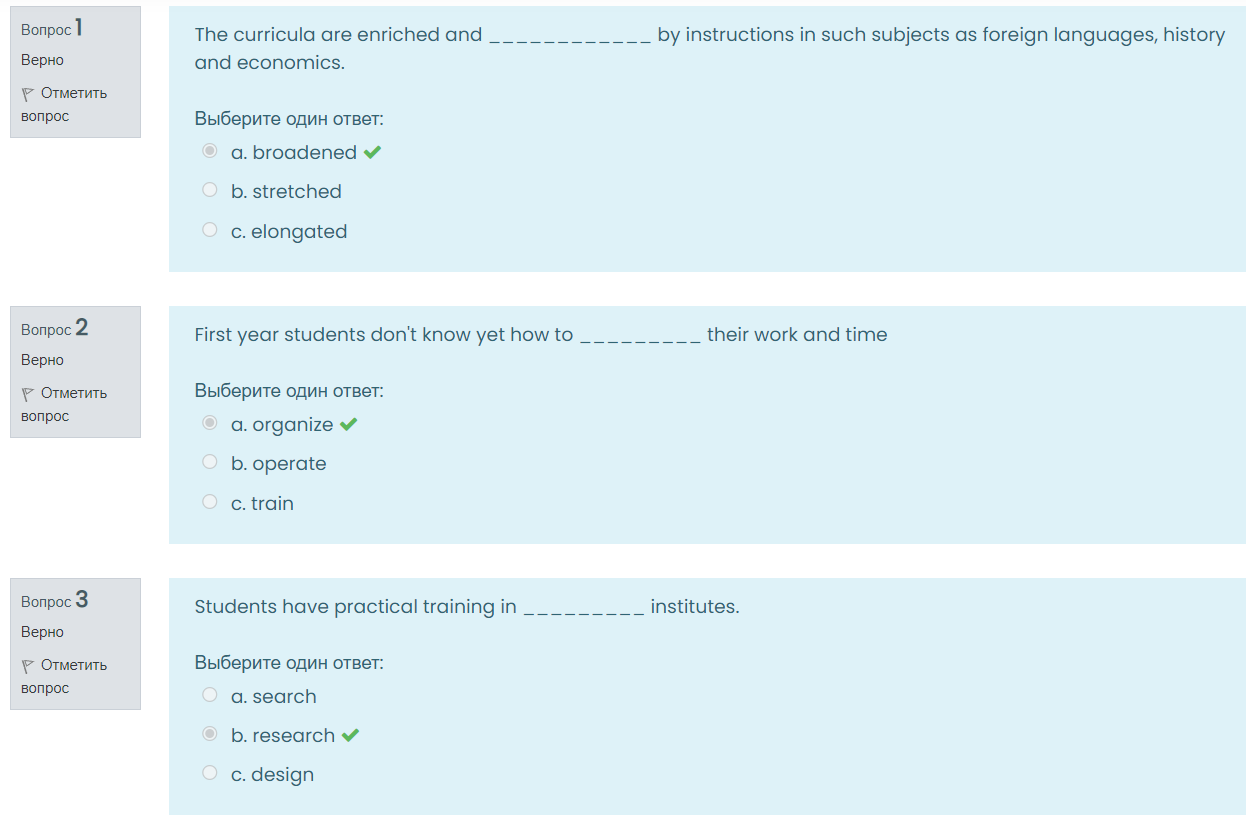 Вопрос 1
Верно
Отметить
вопрос
The curricula are enriched and ____________ by instructions in such subjects as foreign languages, history
and economics.
Выберите один ответ:
a. broadened
b. stretched
c. elongated
Вопрос 2
Верно
Отметить
вопрос
First year students don't know yet how to _________ their work and time
Выберите один ответ:
a. organize
b. operate
c. train
Вопрос 3
Верно
Отметить
вопрос
Students have practical training in _________ institutes.
Выберите один ответ:
a. search
b. research
c. design